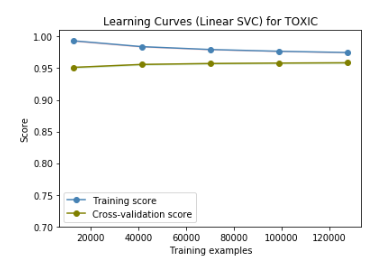 Learning Curves (Linear SVC) for TOXIC
1.00
0.95
0.90
0.85
0.80
0.75
0.70
Score
Training score
Cross-validation score
20000 40000 60000 80000 100000 120000
Training examples